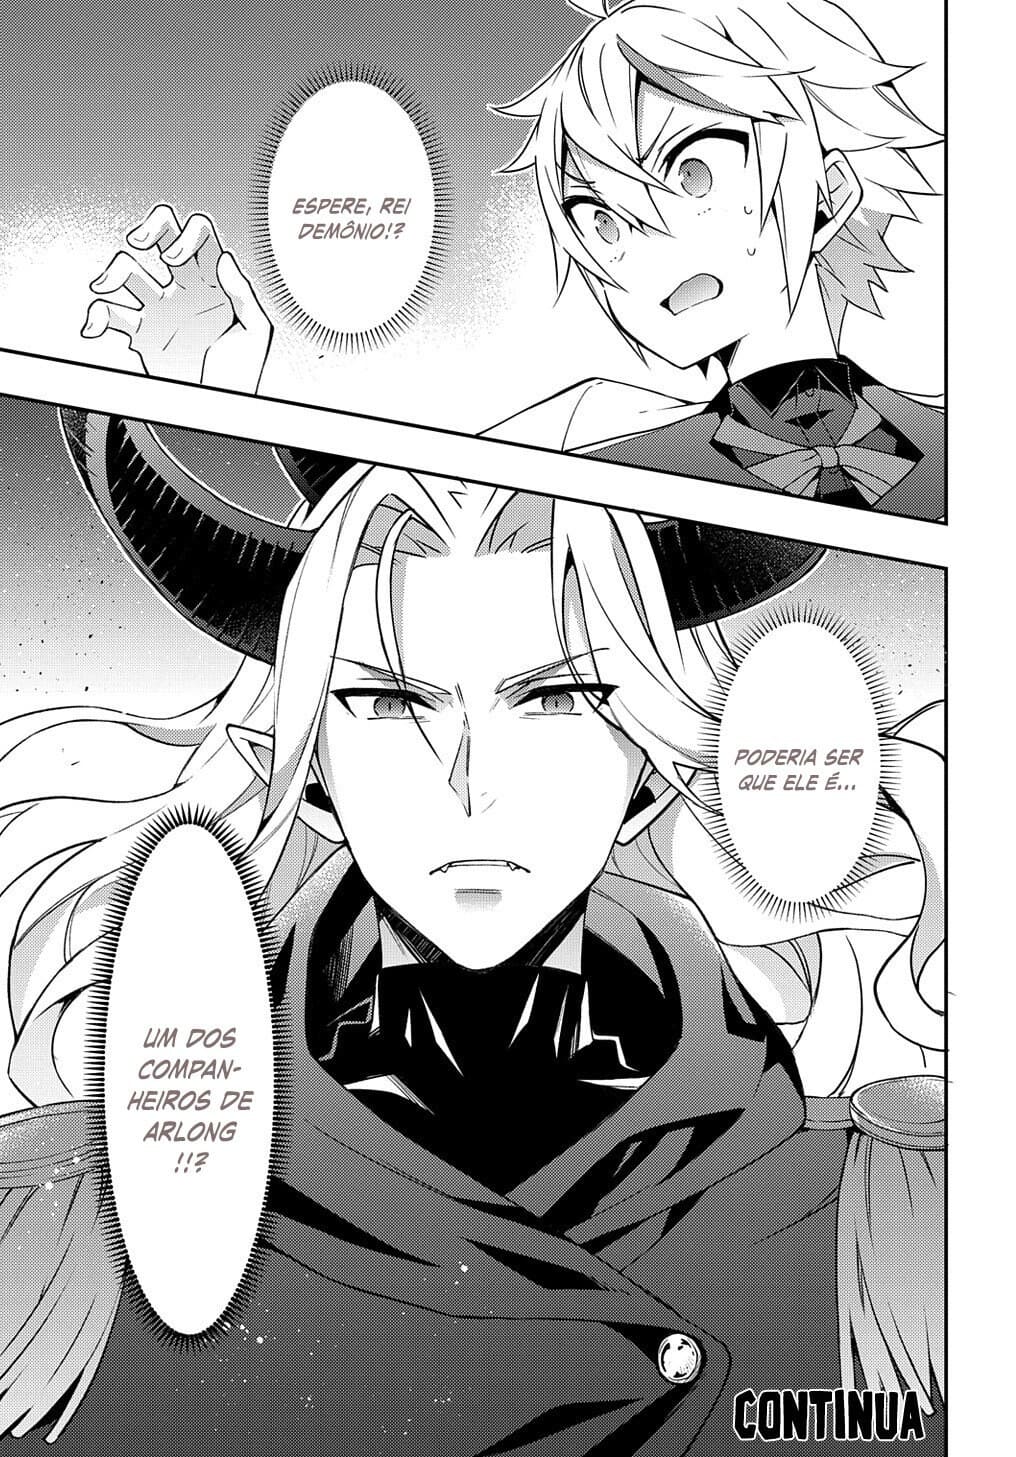 ESPERE, REI
DEMÔNIO!?
PODERIA SER
QUE ELE É...
UM DOS
COMPAN-
HEIROS DE
ARLONG
!!?
CONTINUA